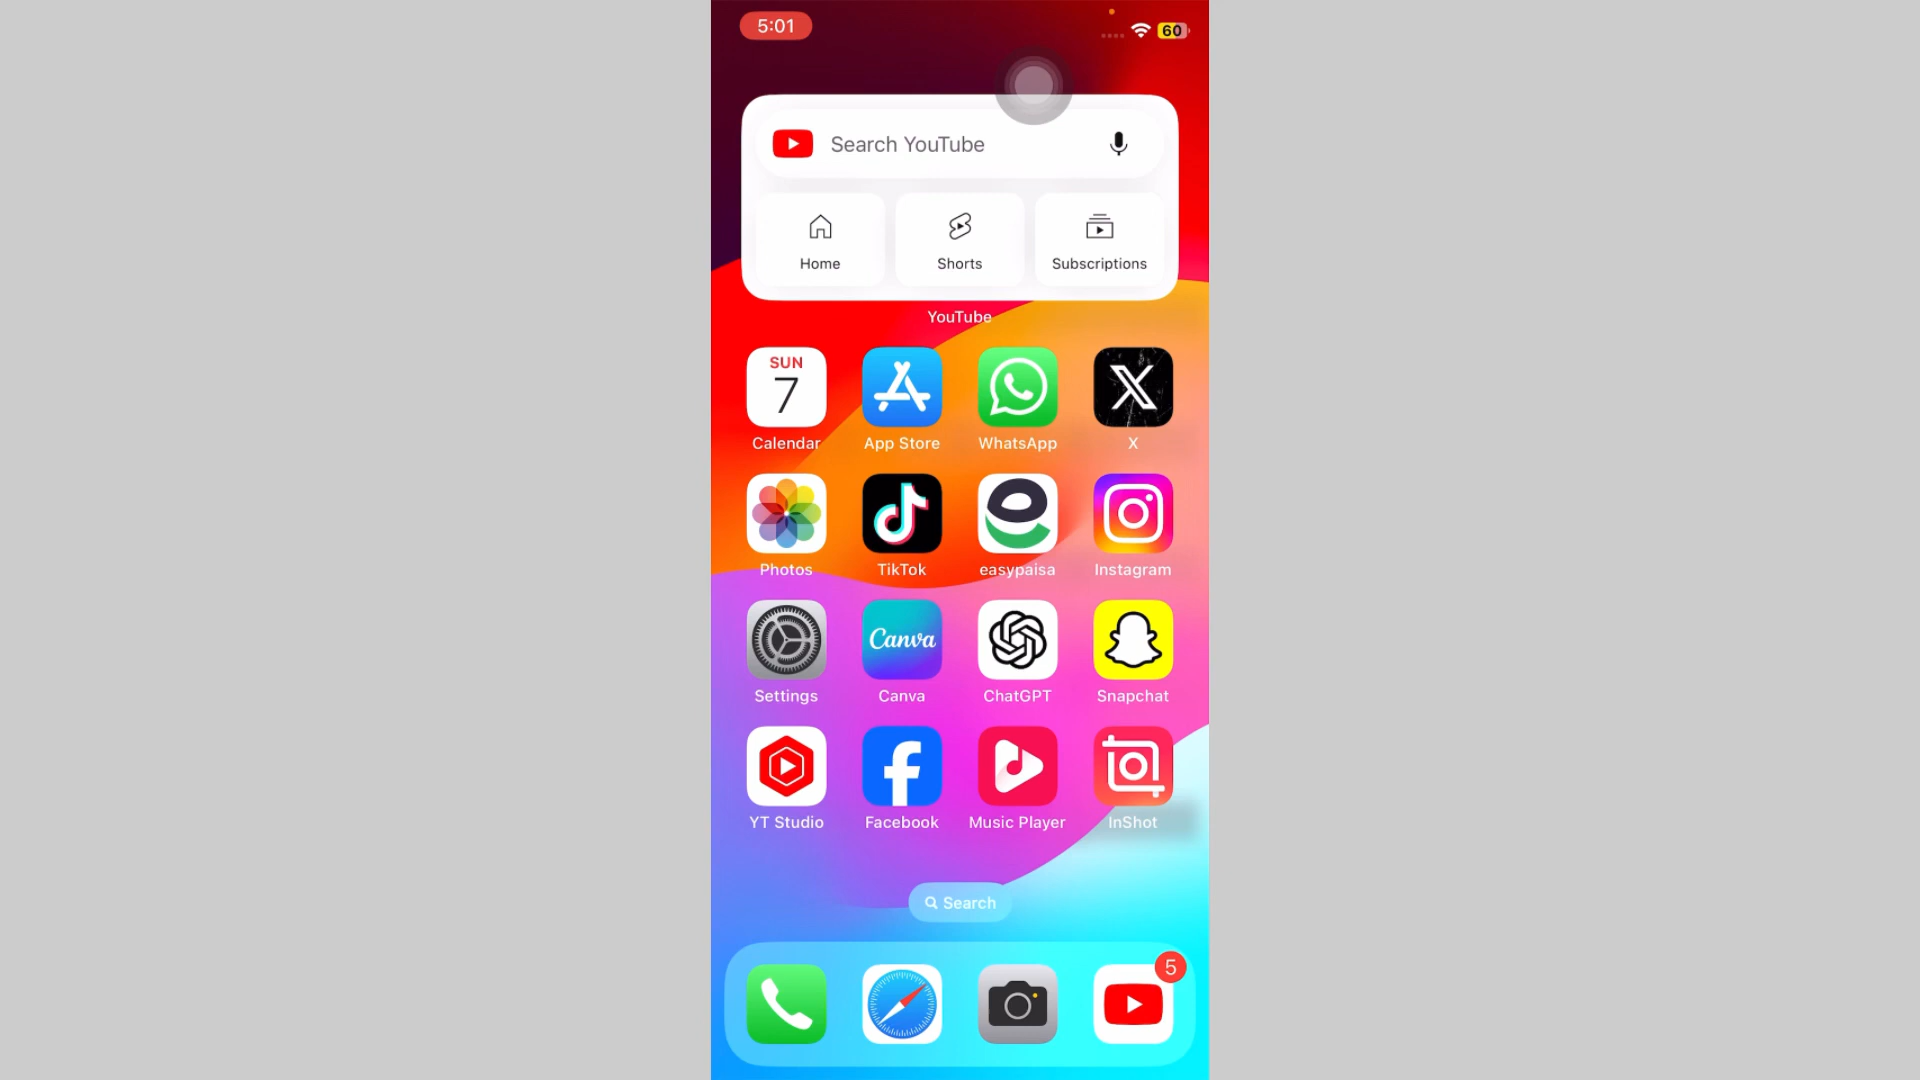 5:01
60
Search YouTube
Home Shorts Subscriptions
YouTube
SUN
7
Calendar App Store WhatsApp X
Photos TikTok easypaisa Instagram
Canva
Settings Canva ChatGPT Snapchat
YT Studio Facebook Music Player InShot
Search
5